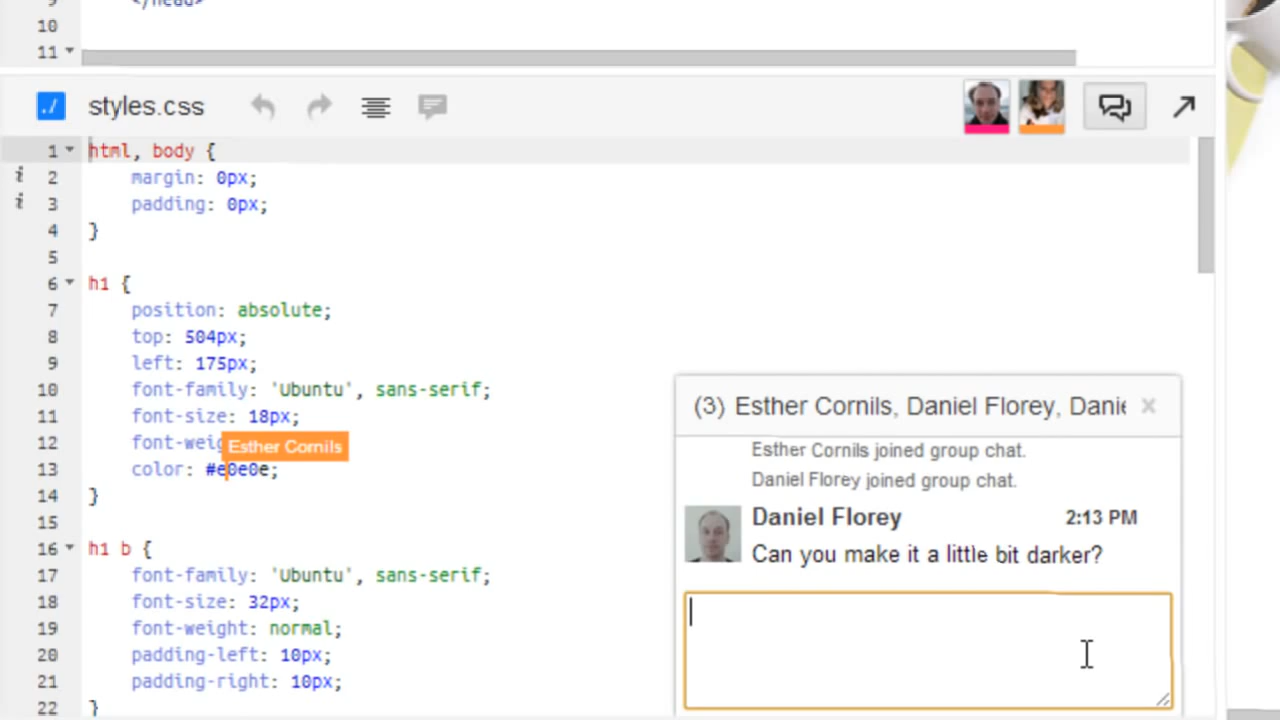 9 </head>
10
11
./ styles.css
1 html, body {
2 margin: 0px;
3 padding: 0px;
4 }
5
6 h1 {
7 position: absolute;
8 top: 504px;
9 left: 175px;
10 font-family: 'Ubuntu', sans-serif;
11 font-size: 18px;
12 font-weig
Esther Cornils
13 color: #e0e0e;
14 }
15
16 h1 b {
17 font-family: 'Ubuntu', sans-serif;
18 font-size: 32px;
19 font-weight: normal;
20 padding-left: 10px;
21 padding-right: 10px;
22 }
(3) Esther Cornils, Daniel Florey, Danie
Esther Cornils joined group chat.
Daniel Florey joined group chat.
Daniel Florey 2:13 PM
Can you make it a little bit darker?